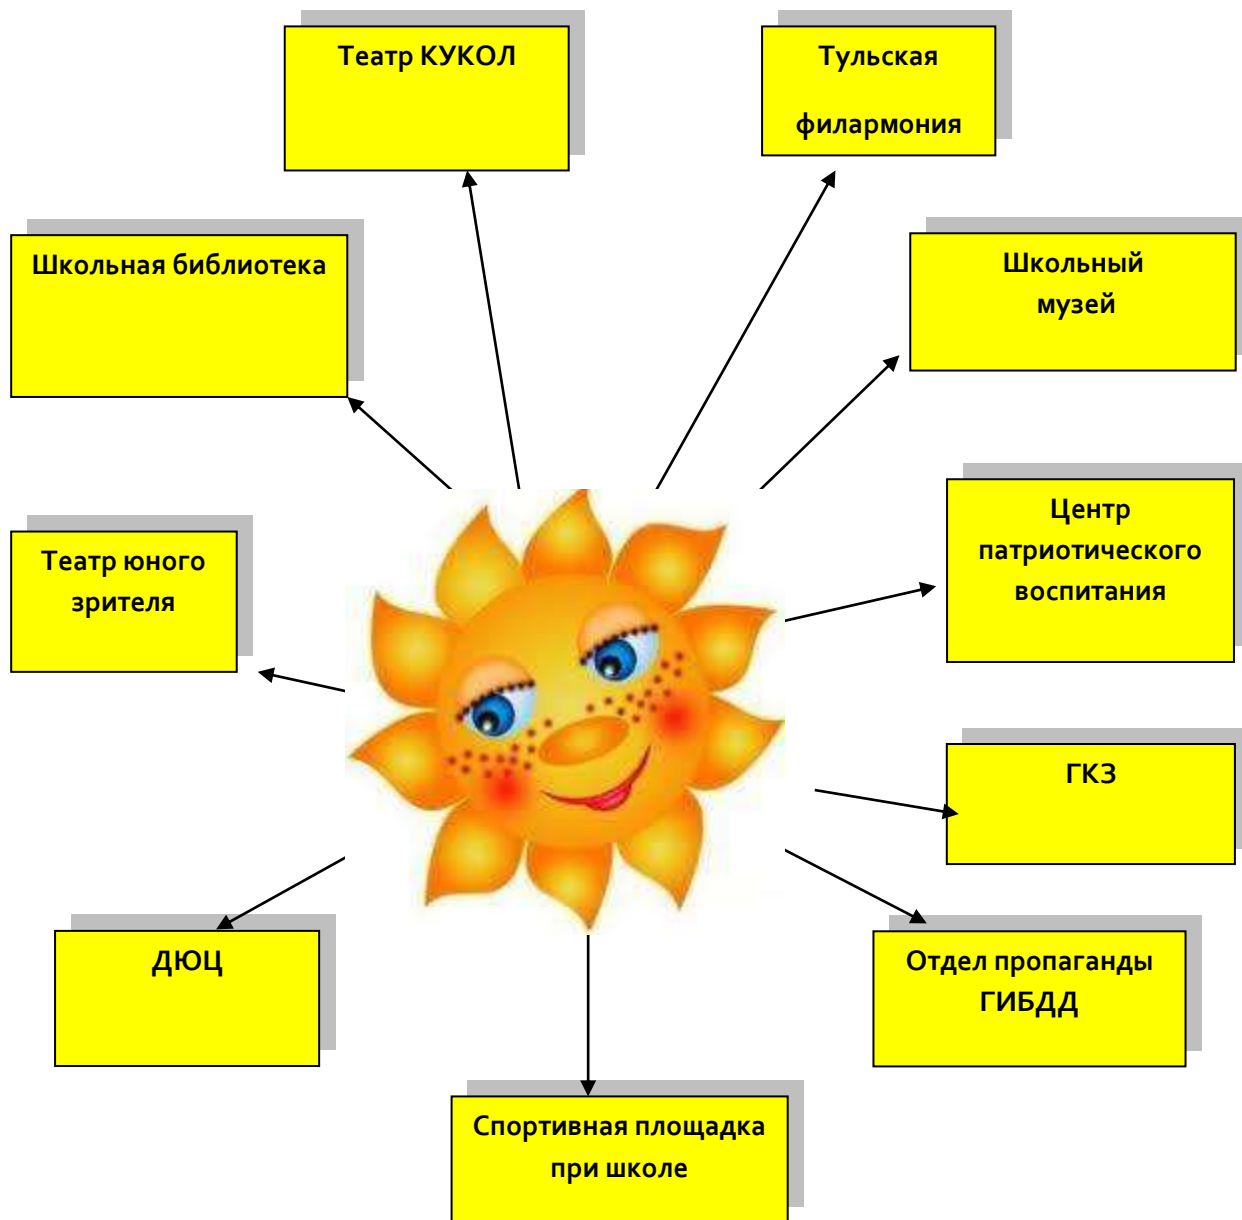 Театр КУКОЛ
Тульская
филармония
Школьная библиотека
Школьный
музей
Театр юного
зрителя
Центр
патриотического
воспитания
ГКЗ
ДЮЦ
Отдел пропаганды
ГИБДД
Спортивная площадка
при школе